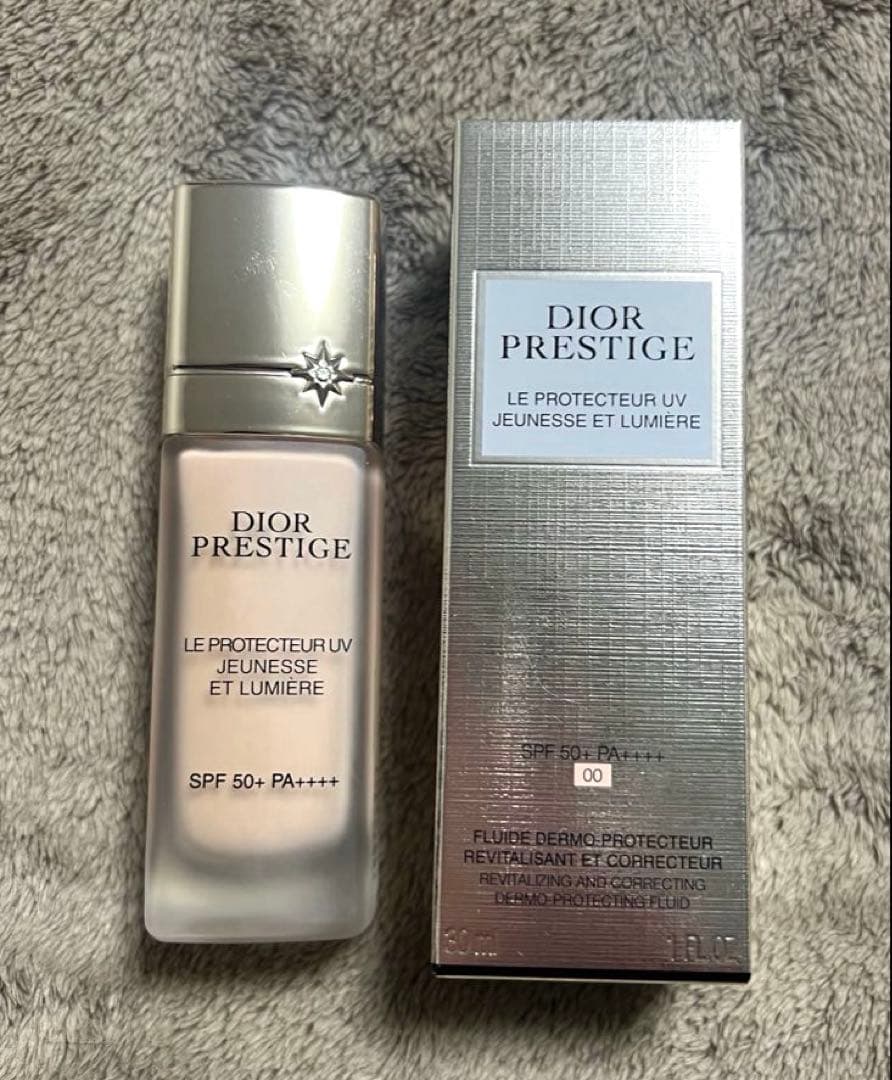 DIOR
PRESTIGE
LE PROTECTEUR UV
JEUNESSE
ET LUMIÈRE
SPF 50+ PA++++
DIOR
PRESTIGE
LE PROTECTEUR UV
JEUNESSE ET LUMIÈRE
SPF 50+ PA++++
00
FLUIDE DERMO-PROTECTEUR
REVITALISANT ET CORRECTEUR
REVITALIZING AND CORRECTING
DERMO-PROTECTING FLUID
30 ml 1 FL.OZ